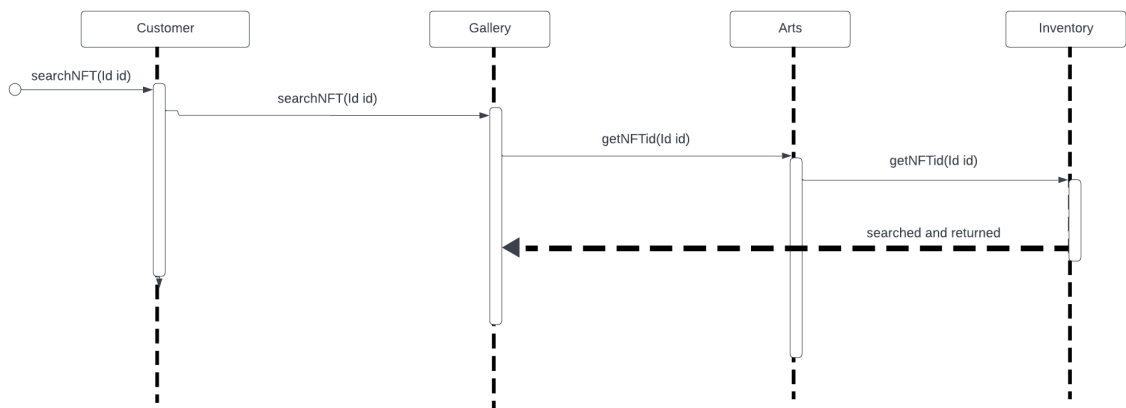 Customer
Gallery
Arts
Inventory
searchNFT(Id id)
searchNFT(Id id)
getNFTid(Id id)
getNFTid(Id id)
searched and returned